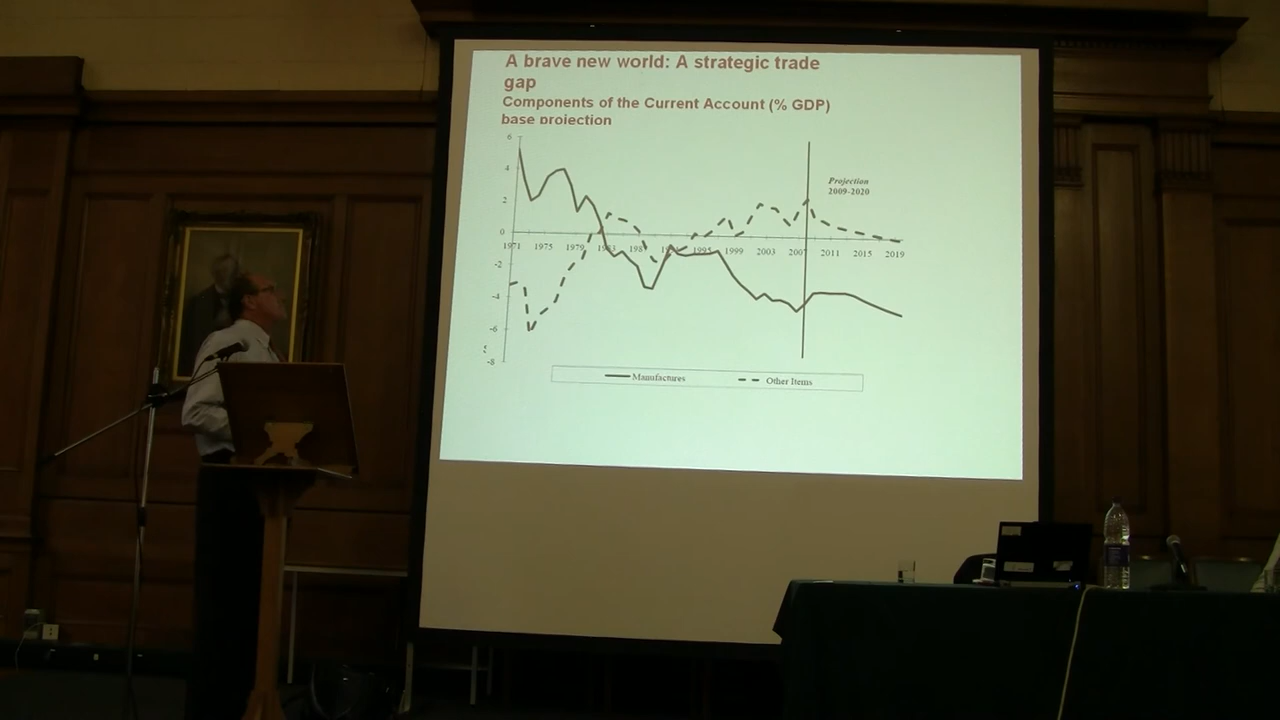 A brave new world: A strategic trade
gap
Components of the Current Account (% GDP)
base projection
6
4
2
0
-2
-4
-6
-8
1971 1975 1979 1983 1987 1995 1999 2003 2007 2011 2015 2019
Projection
2009-2020
Manufactures Other Items